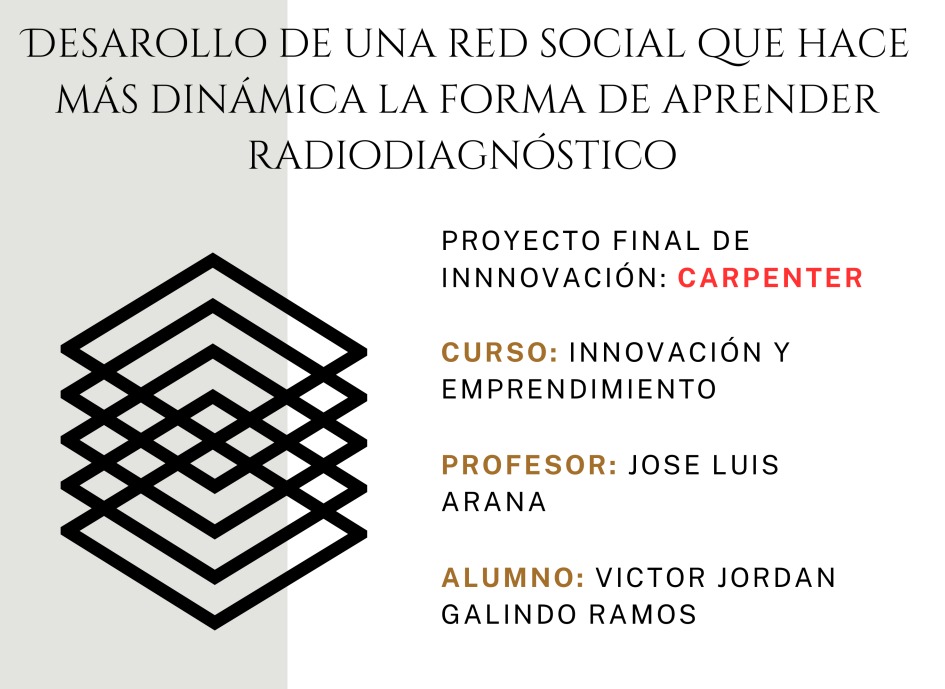 DESAROLLO DE UNA RED SOCIAL QUE HACE
MÁS DINÁMICA LA FORMA DE APRENDER
RADIODIAGNÓSTICO
PROYECTO FINAL DE
INNNOVACIÓN: CARPENTER
CURSO: INNOVACIÓN Y
EMPRENDIMIENTO
PROFESOR: JOSE LUIS
ARANA
ALUMNO: VICTOR JORDAN
GALINDO RAMOS